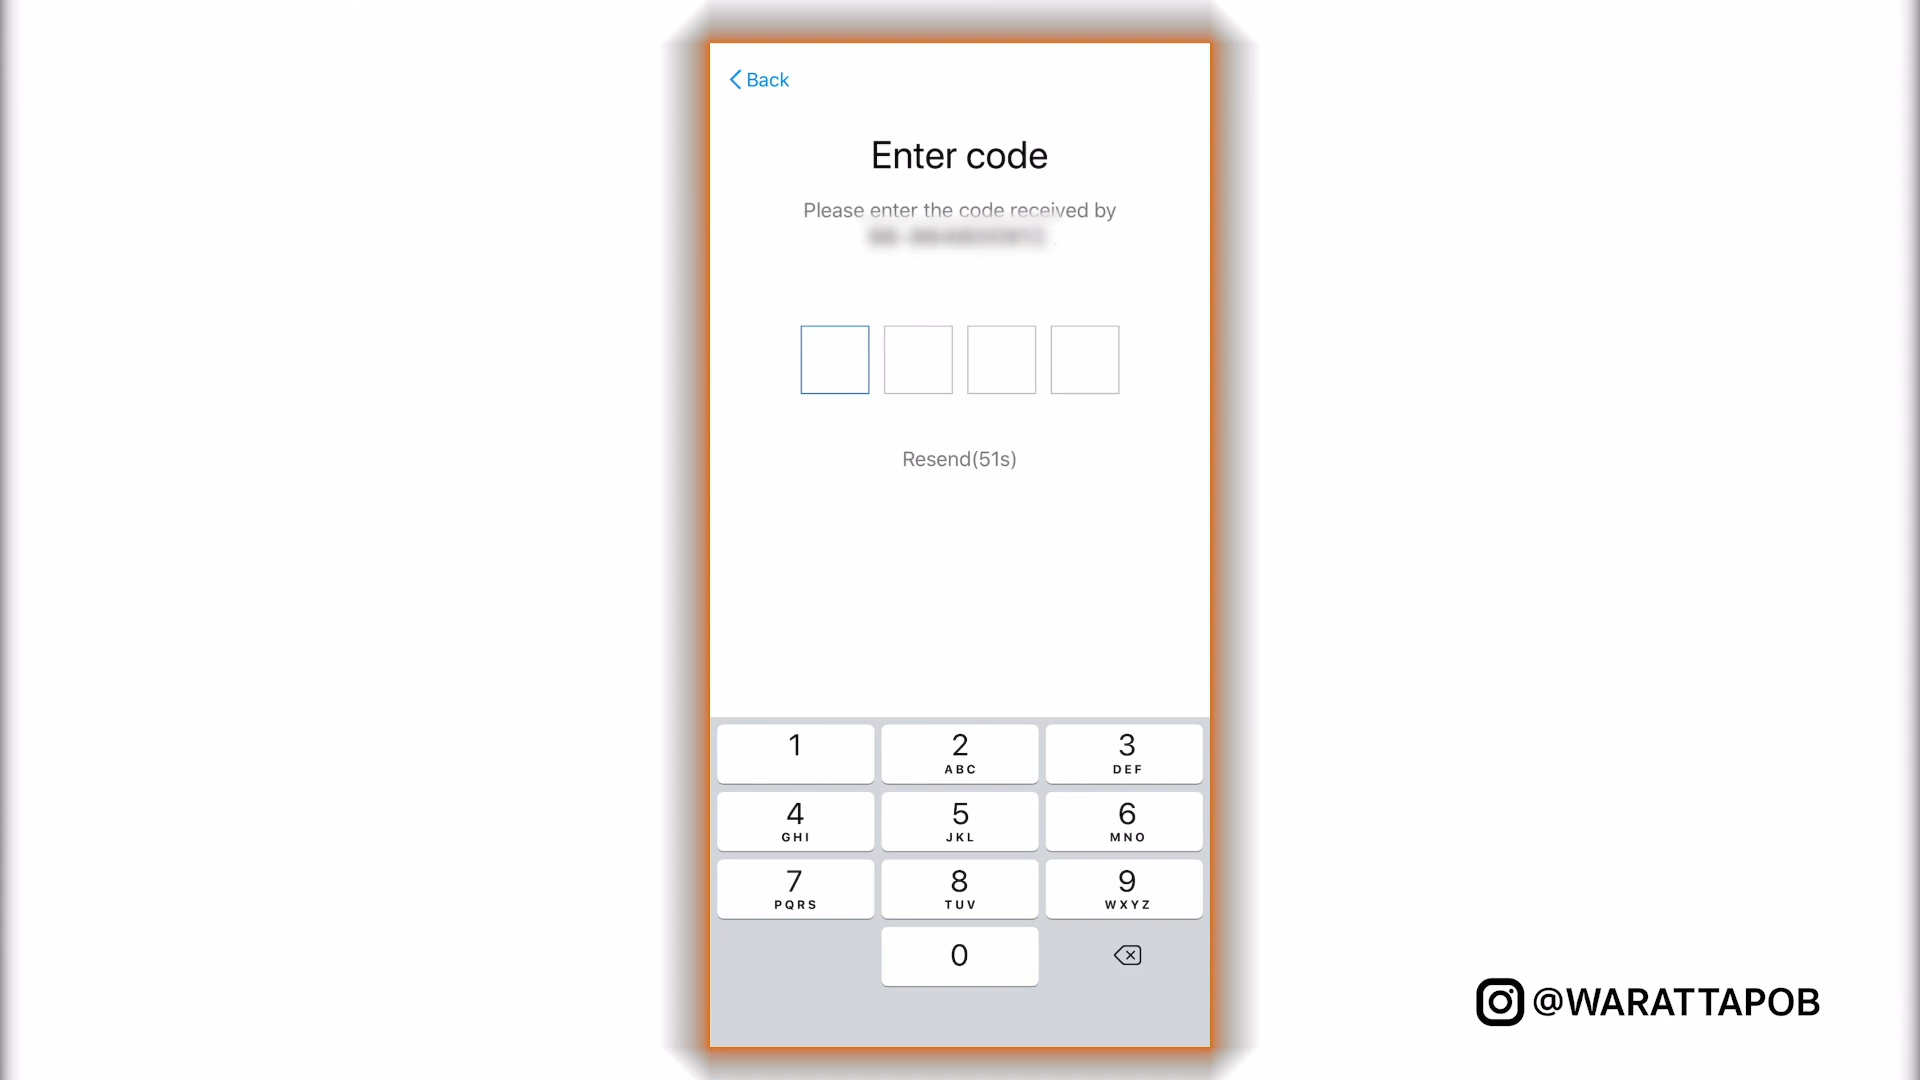 Back
Enter code
Please enter the code received by
Resend(51s)
1
2
ABC
3
DEF
4
GHI
5
JKL
6
MNO
7
PQRS
8
TUV
9
WXYZ
0
@WARATTAPOB